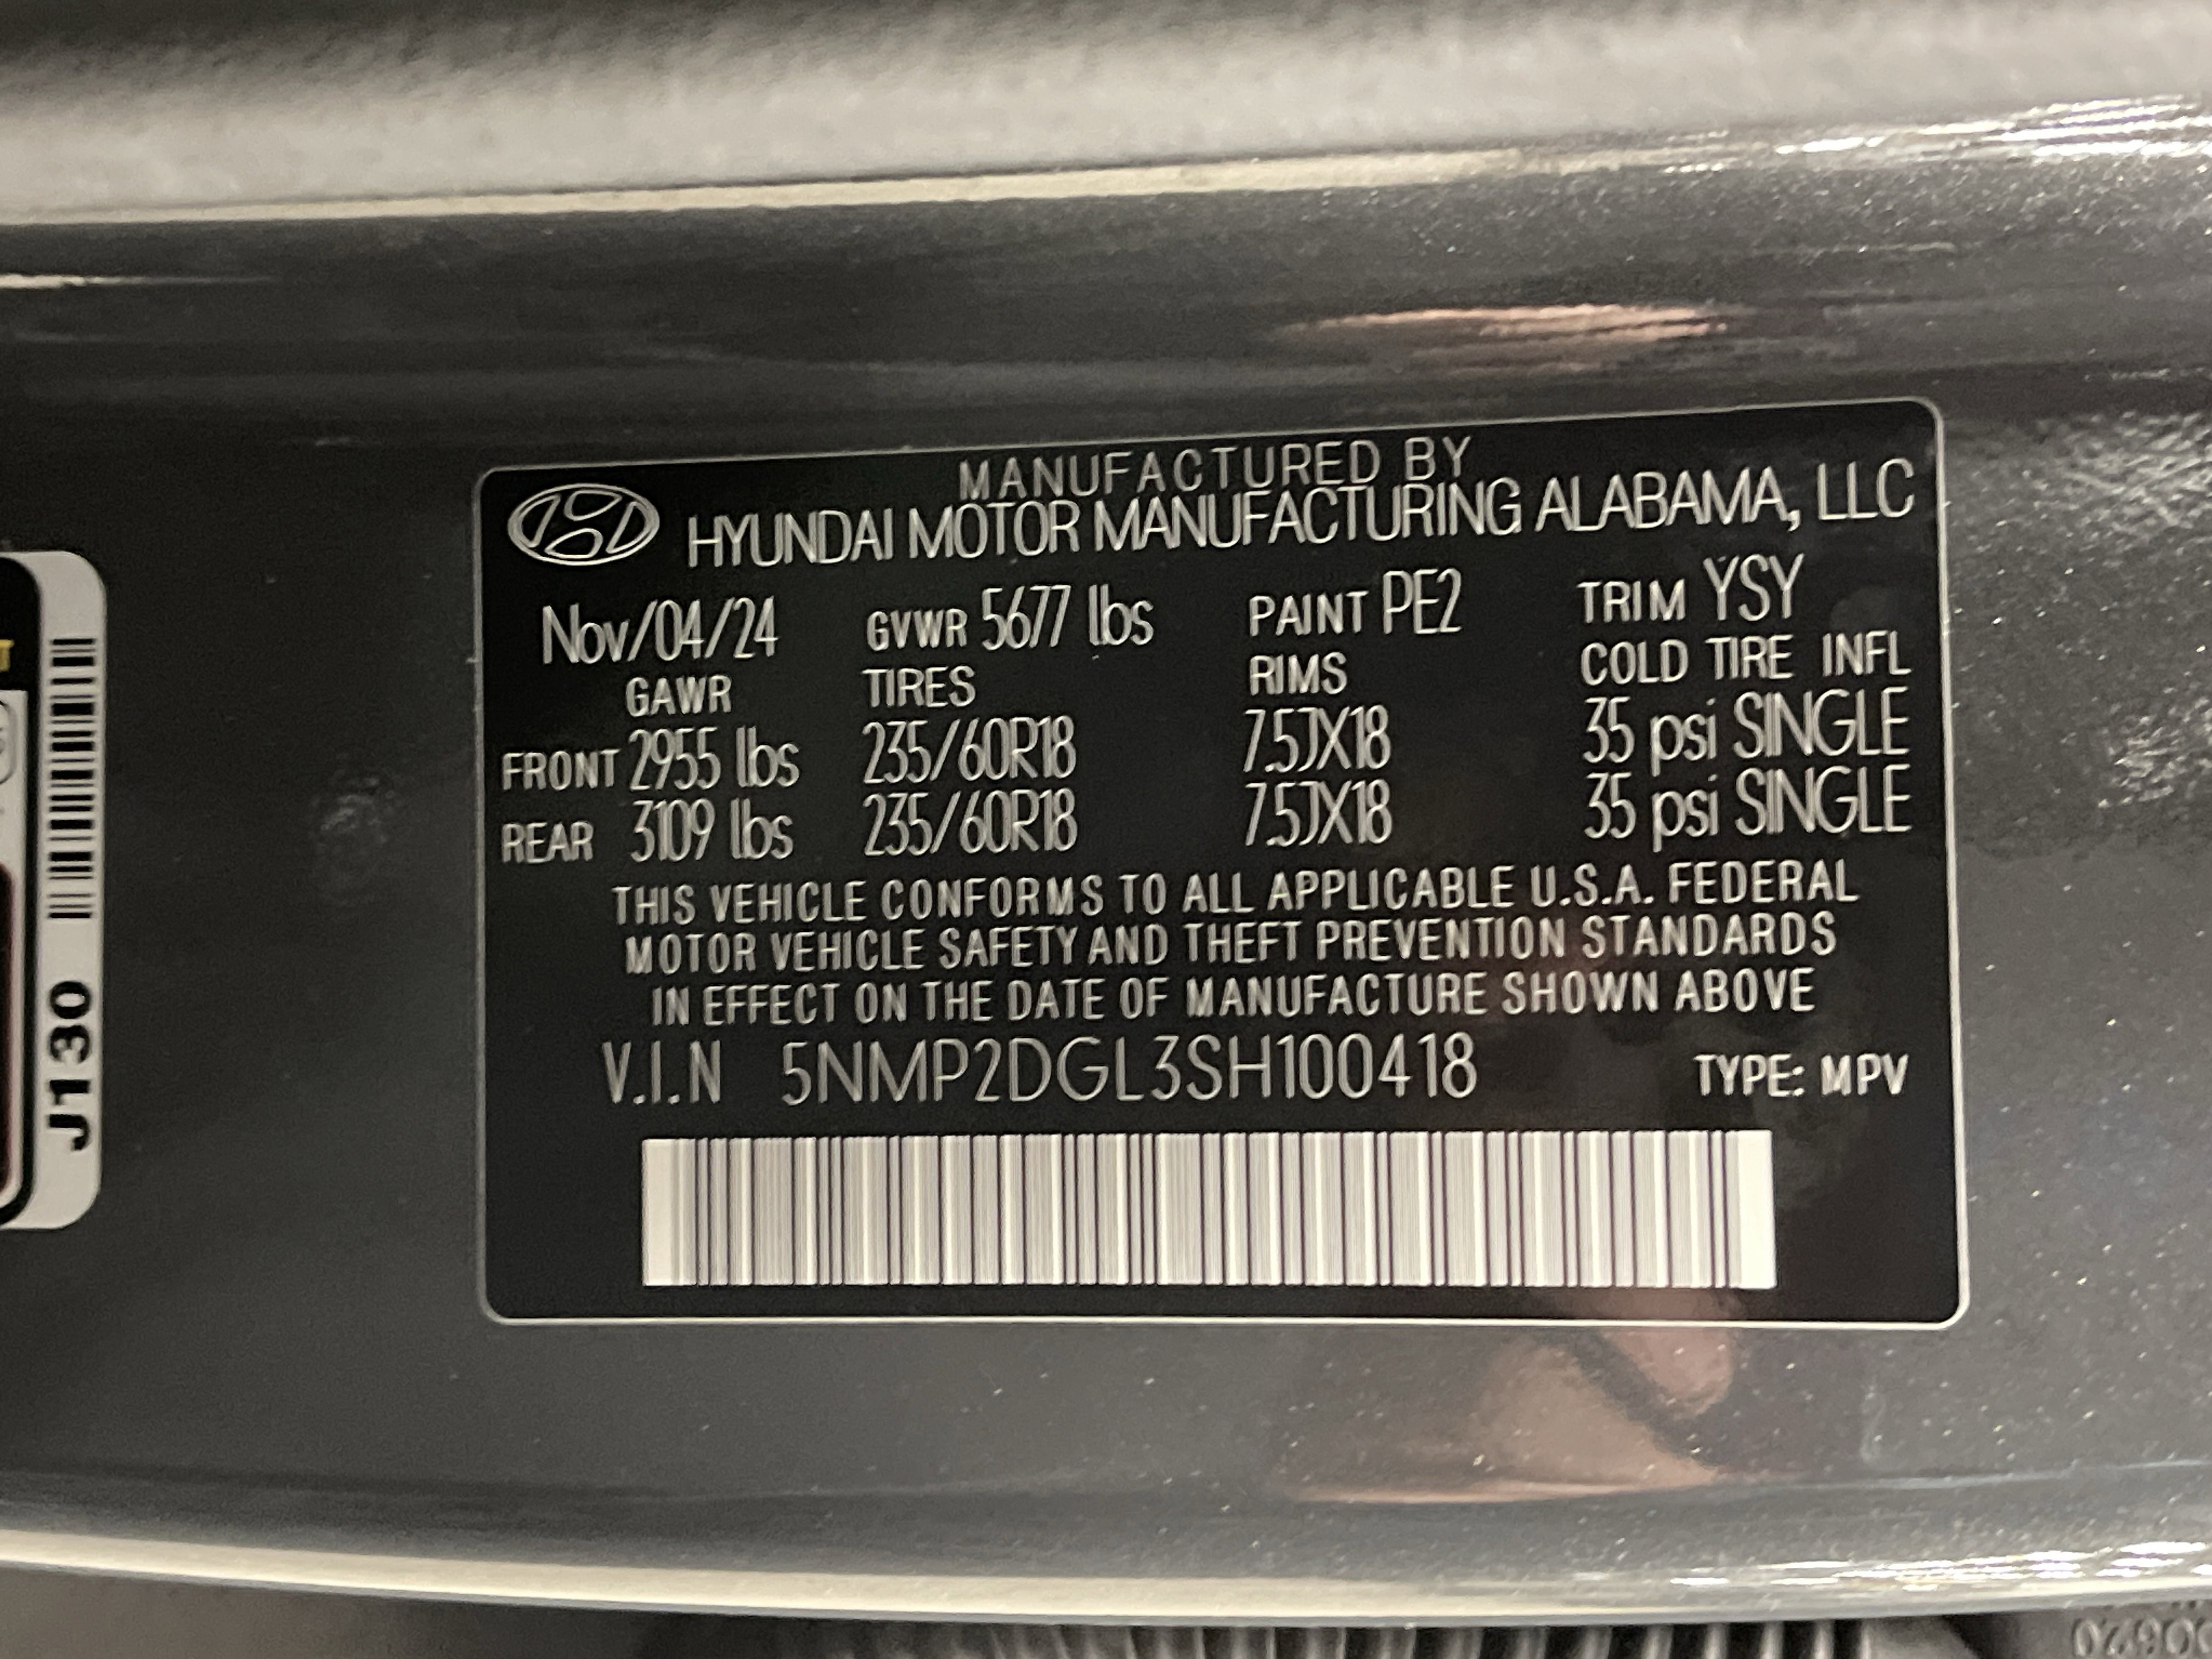 MANUFACTURED BY
HYUNDAI MOTOR MANUFACTURING ALABAMA, LLC
Nov/04/24 GVWR 5677 lbs PAINT PE2 TRIM YSY
GAWR TIRES RIMS COLD TIRE INFL
FRONT 2955 lbs 235/60R18 7.5JX18 35 psi SINGLE
REAR 3109 lbs 235/60R18 7.5JX18 35 psi SINGLE
THIS VEHICLE CONFORMS TO ALL APPLICABLE U.S.A. FEDERAL
MOTOR VEHICLE SAFETY AND THEFT PREVENTION STANDARDS
IN EFFECT ON THE DATE OF MANUFACTURE SHOWN ABOVE
V.I.N 5NMP2DGL3SH100418 TYPE: MPV
J130